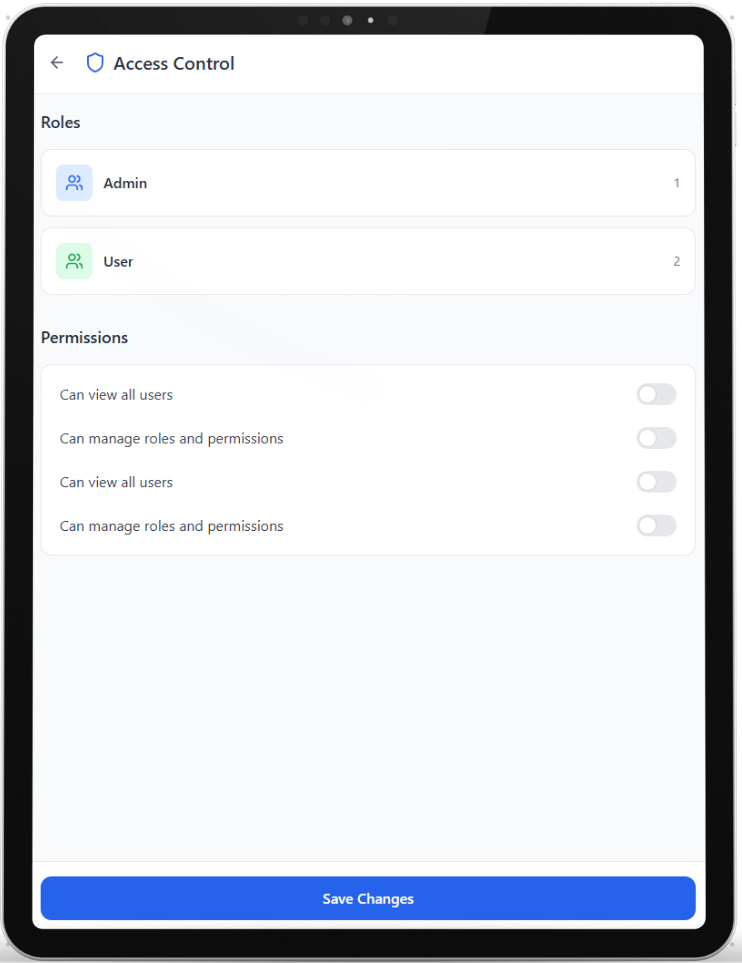 Access Control
Roles
Admin 1
User 2
Permissions
Can view all users
Can manage roles and permissions
Can view all users
Can manage roles and permissions
Save Changes